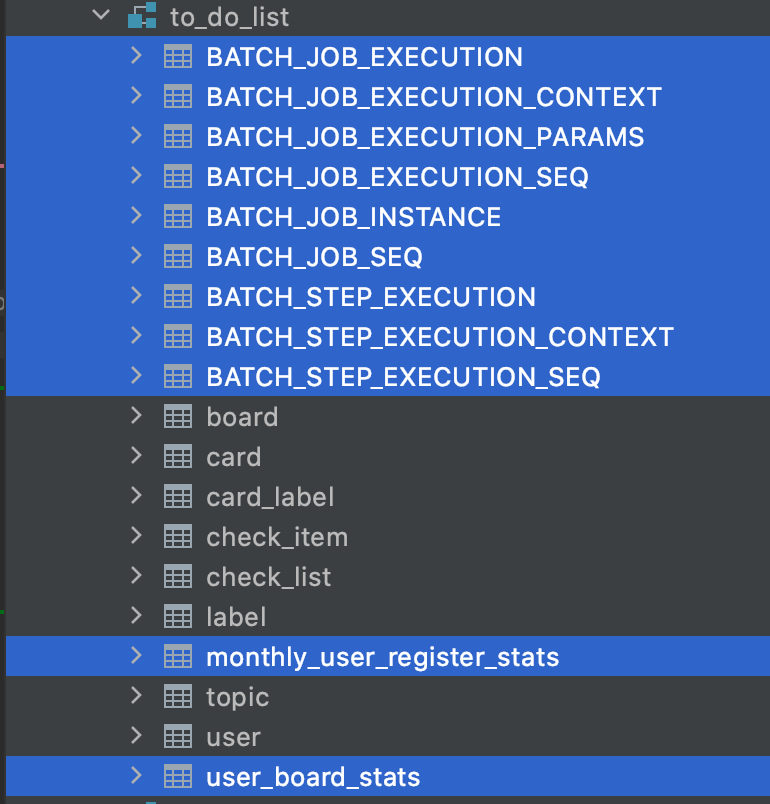 to_do_list
BATCH_JOB_EXECUTION
BATCH_JOB_EXECUTION_CONTEXT
BATCH_JOB_EXECUTION_PARAMS
BATCH_JOB_EXECUTION_SEQ
BATCH_JOB_INSTANCE
BATCH_JOB_SEQ
BATCH_STEP_EXECUTION
BATCH_STEP_EXECUTION_CONTEXT
BATCH_STEP_EXECUTION_SEQ
board
card
card_label
check_item
check_list
label
monthly_user_register_stats
topic
user
user_board_stats